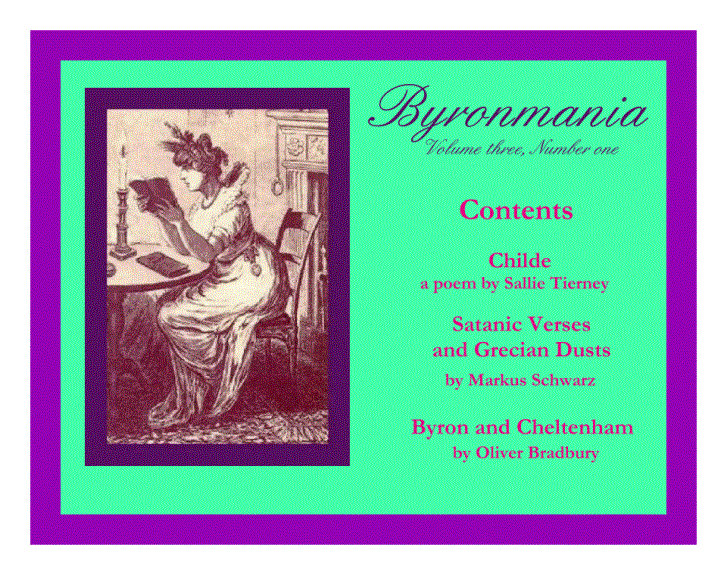 Byronmania
Volume three, Number one
Contents
Childe
a poem by Sallie Tierney
Satanic Verses
and Grecian Dusts
by Markus Schwarz
Byron and Cheltenham
by Oliver Bradbury